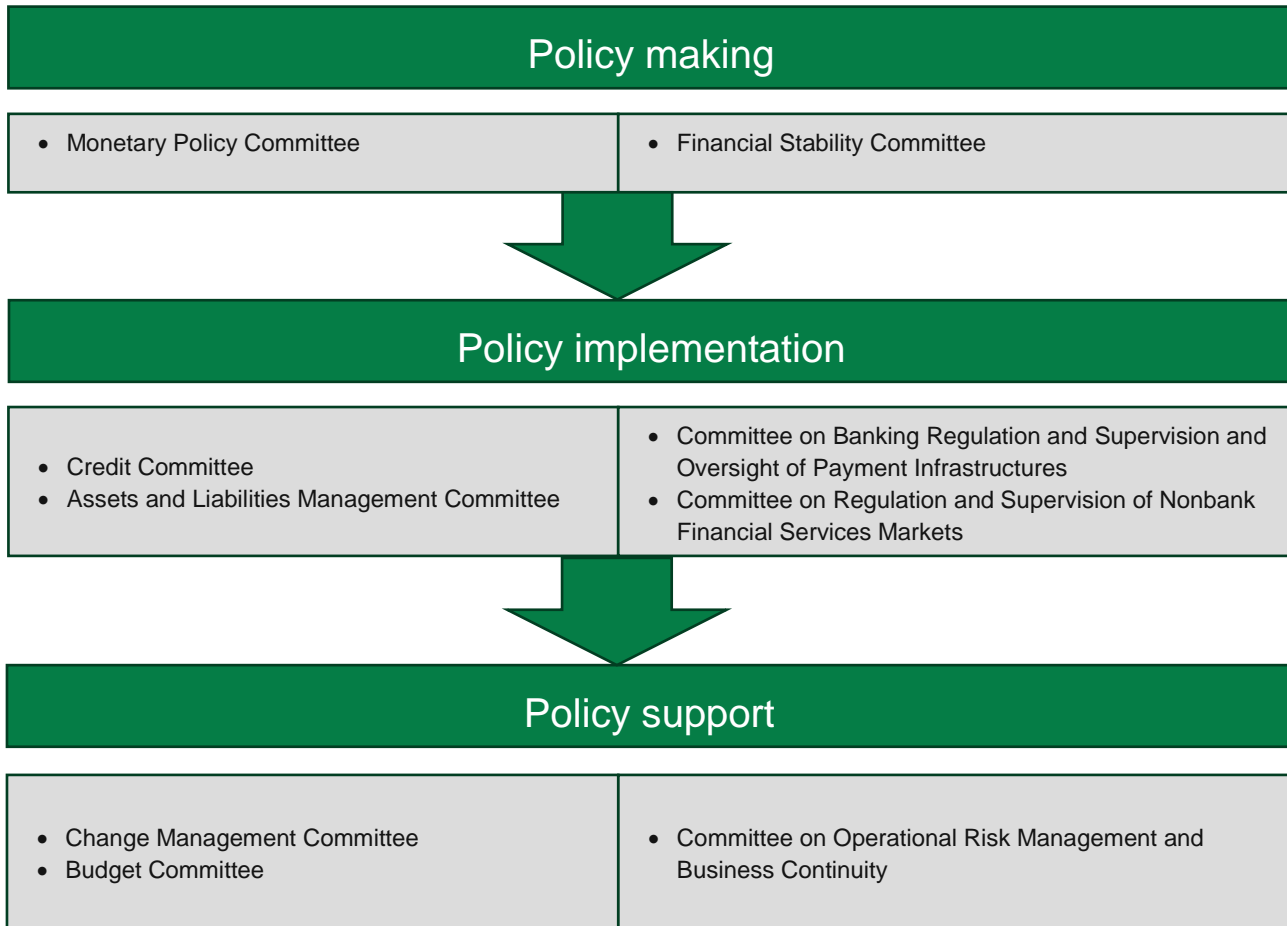 Policy making
• Monetary Policy Committee
• Financial Stability Committee
Policy implementation
• Credit Committee
• Assets and Liabilities Management Committee
• Committee on Banking Regulation and Supervision and
Oversight of Payment Infrastructures
• Committee on Regulation and Supervision of Nonbank
Financial Services Markets
Policy support
• Change Management Committee
• Budget Committee
• Committee on Operational Risk Management and
Business Continuity